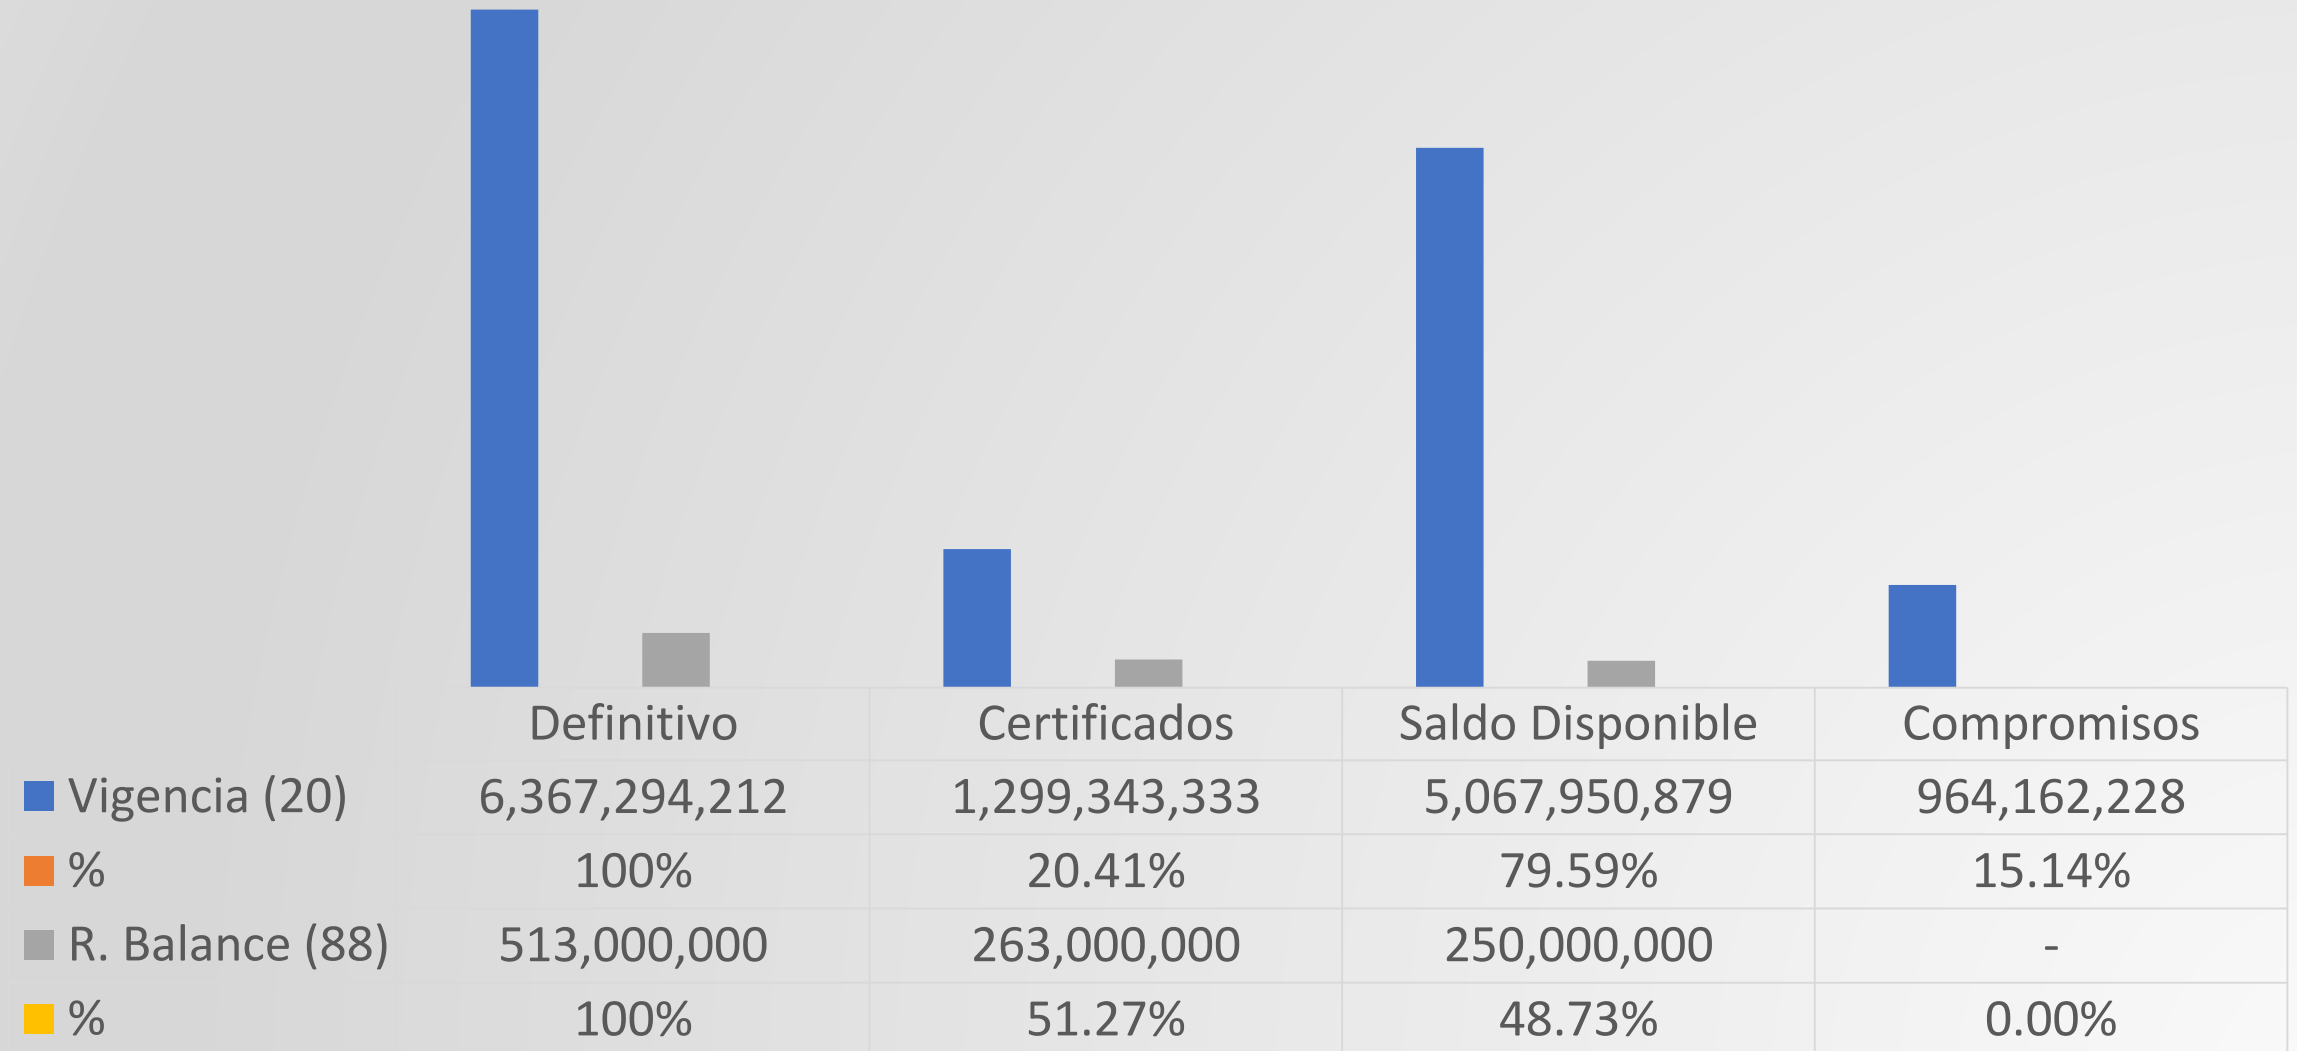 Definitivo Certificados Saldo Disponible Compromisos
Vigencia (20) 6,367,294,212 1,299,343,333 5,067,950,879 964,162,228
% 100% 20.41% 79.59% 15.14%
R. Balance (88) 513,000,000 263,000,000 250,000,000 -
% 100% 51.27% 48.73% 0.00%